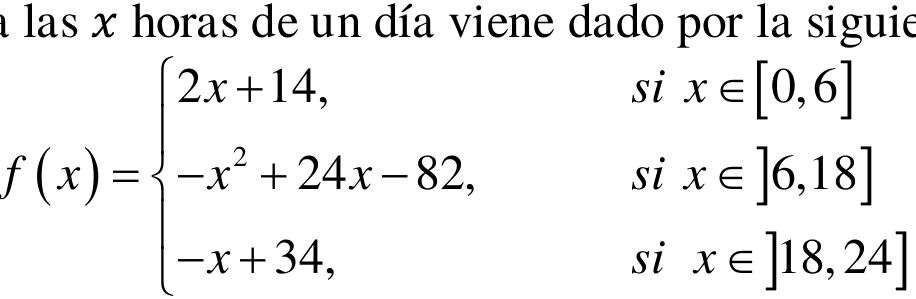 a las x horas de un día viene dado por la siguie
2x+14, si x ∈ [0,6]
f(x) = { -x² + 24x - 82, si x ∈ ]6,18]
-x+34, si x ∈ ]18,24]